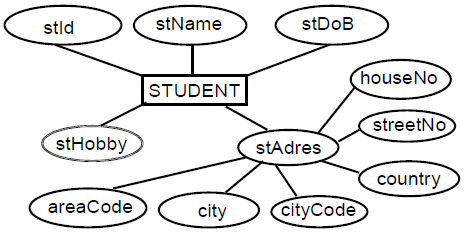 stId
stName
stDoB
STUDENT
houseNo
streetNo
stHobby
stAdres
country
areaCode
city
cityCode